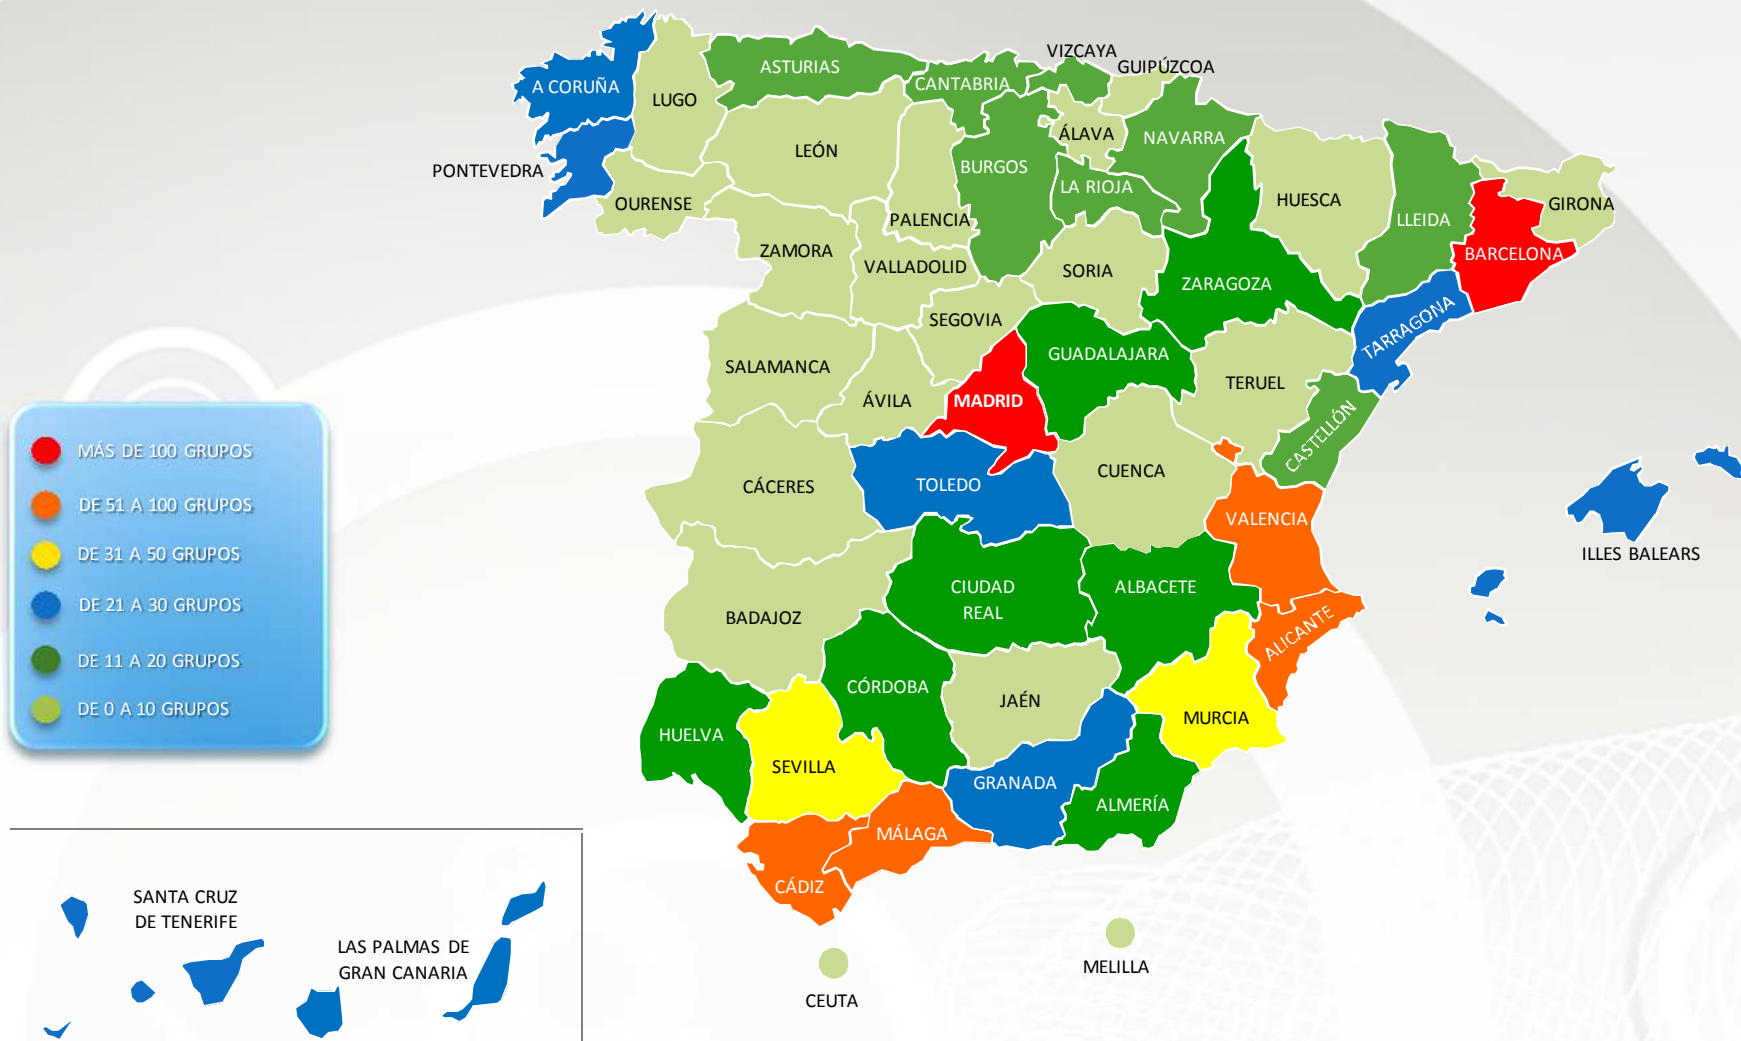 VIZCAYA
GUIPÚZCOA
ASTURIAS
CANTABRIA
A CORUÑA
LUGO
ÁLAVA
NAVARRA
LEÓN
PONTEVEDRA
BURGOS
LA RIOJA
HUESCA
GIRONA
OURENSE
PALENCIA
LLEIDA
ZAMORA
VALLADOLID
SORIA
BARCELONA
ZARAGOZA
SEGOVIA
TARRAGONA
GUADALAJARA
SALAMANCA
TERUEL
ÁVILA
MADRID
CASTELLÓN
MÁS DE 100 GRUPOS
DE 51 A 100 GRUPOS
DE 31 A 50 GRUPOS
DE 21 A 30 GRUPOS
DE 11 A 20 GRUPOS
DE 0 A 10 GRUPOS
CÁCERES
TOLEDO
CUENCA
VALENCIA
ILLES BALEARS
CIUDAD
REAL
ALBACETE
BADAJOZ
ALICANTE
CÓRDOBA
JAÉN
MURCIA
HUELVA
SEVILLA
GRANADA
ALMERÍA
MÁLAGA
CÁDIZ
SANTA CRUZ
DE TENERIFE
LAS PALMAS DE
GRAN CANARIA
MELILLA
CEUTA